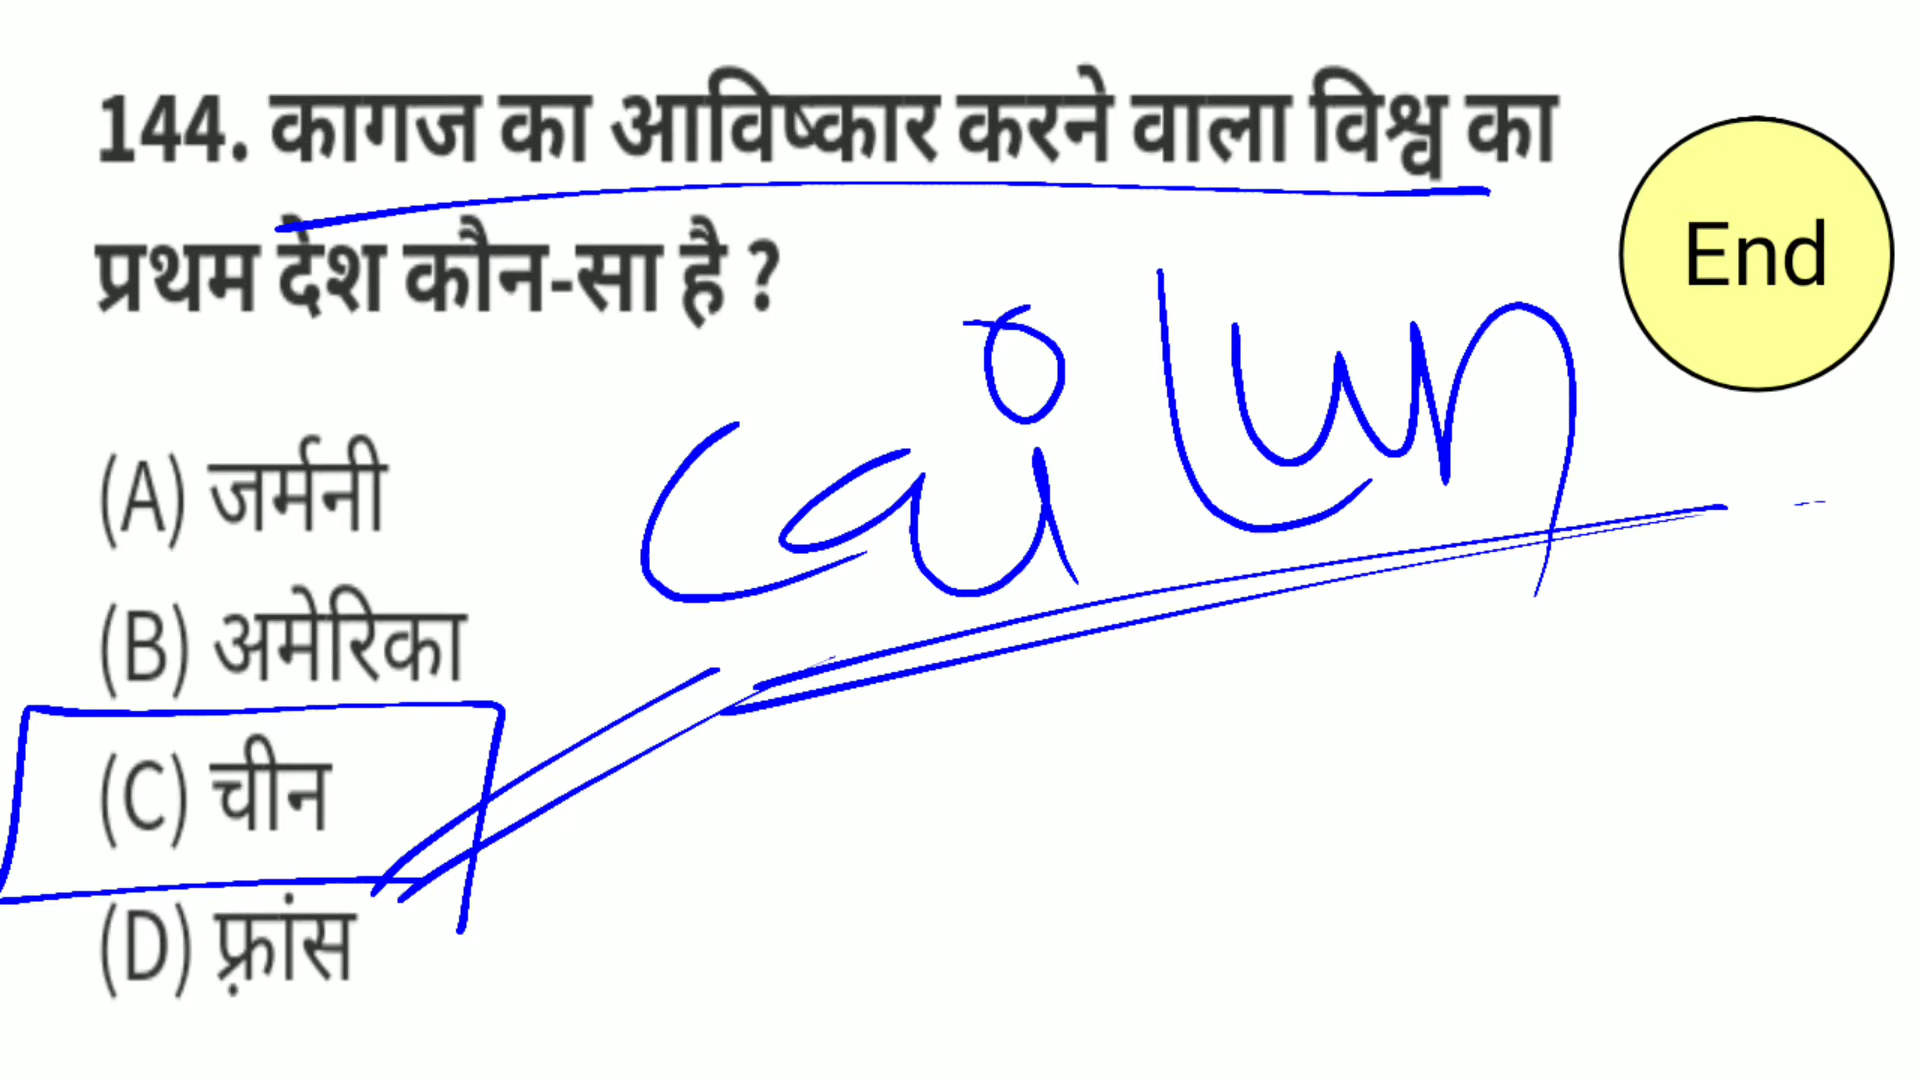 144. कागज का आविष्कार करने वाला विश्व का
प्रथम देश कौन-सा है ?
End
cai Lun
(A) जर्मनी
(B) अमेरिका
(C) चीन
(D) फ़्रांस